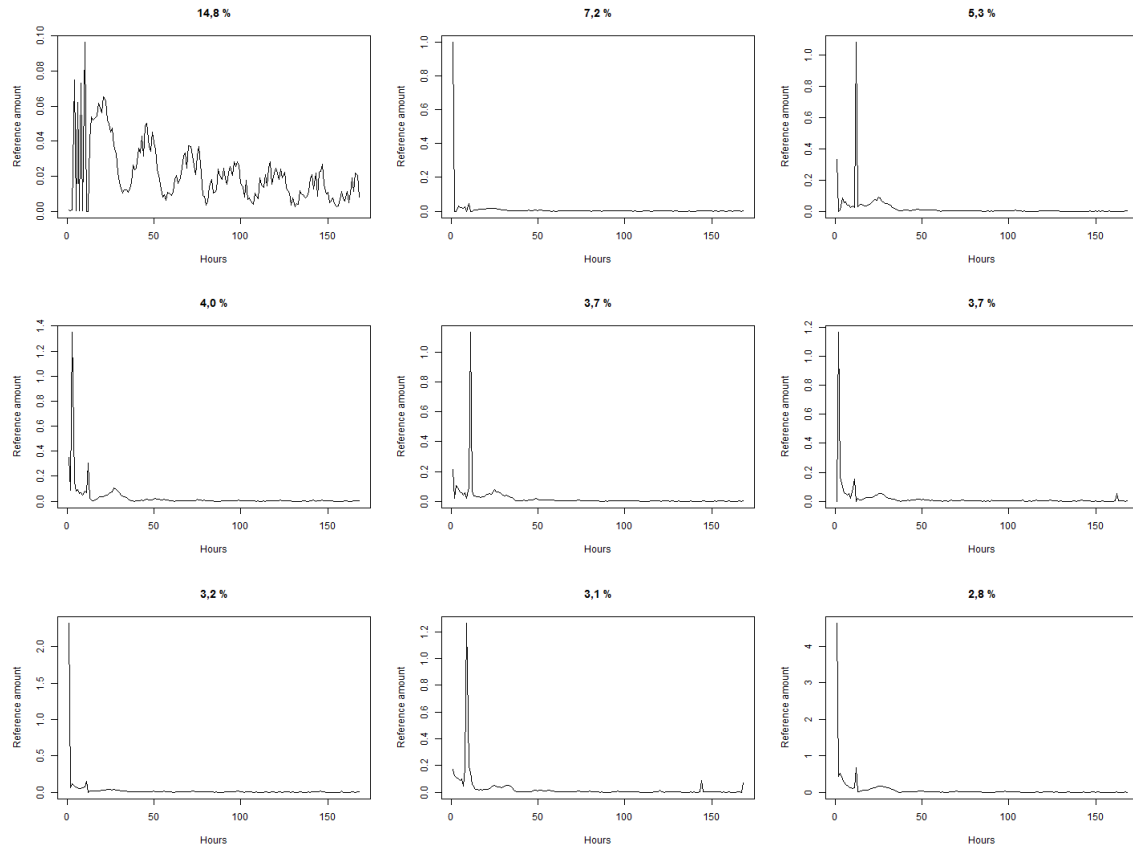 14,8 %
7,2 %
5,3 %
Reference amount
0.00 0.02 0.04 0.06 0.08 0.10
0 50 100 150
Hours
Reference amount
0.0 0.2 0.4 0.6 0.8 1.0
0 50 100 150
Hours
Reference amount
0.0 0.2 0.4 0.6 0.8 1.0
0 50 100 150
Hours
4,0 %
3,7 %
3,7 %
Reference amount
0.0 0.2 0.4 0.6 0.8 1.0 1.2 1.4
0 50 100 150
Hours
Reference amount
0.0 0.2 0.4 0.6 0.8 1.0
0 50 100 150
Hours
Reference amount
0.0 0.2 0.4 0.6 0.8 1.0 1.2
0 50 100 150
Hours
3,2 %
3,1 %
2,8 %
Reference amount
0.0 0.5 1.0 1.5 2.0
0 50 100 150
Hours
Reference amount
0.0 0.2 0.4 0.6 0.8 1.0 1.2
0 50 100 150
Hours
Reference amount
0 1 2 3 4
0 50 100 150
Hours